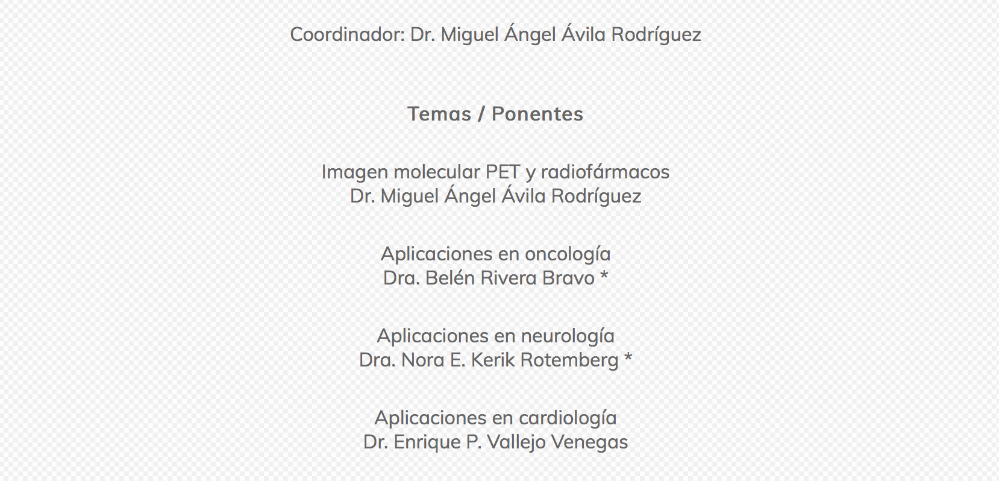 Coordinador: Dr. Miguel Ángel Ávila Rodríguez
Temas / Ponentes
Imagen molecular PET y radiofármacos
Dr. Miguel Ángel Ávila Rodríguez
Aplicaciones en oncología
Dra. Belén Rivera Bravo *
Aplicaciones en neurología
Dra. Nora E. Kerik Rotemberg *
Aplicaciones en cardiología
Dr. Enrique P. Vallejo Venegas